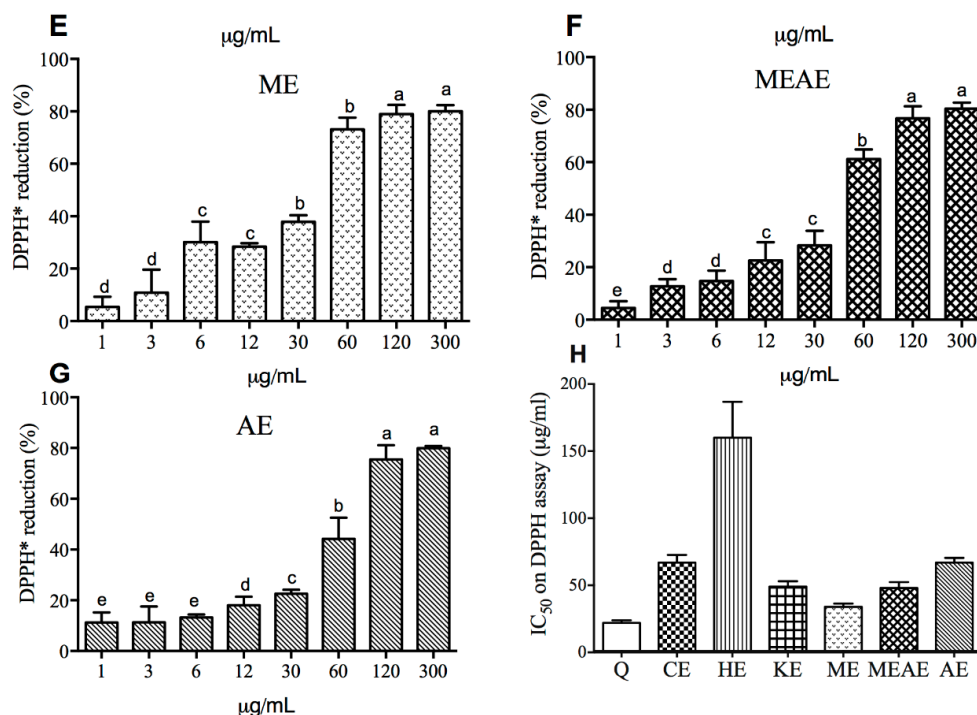 E
μg/mL
ME
DPPH* reduction (%)
100
80
60
40
20
0
d
d
c
c
b
b
a
a
1 3 6 12 30 60 120 300
μg/mL
F
μg/mL
MEAE
DPPH* reduction (%)
100
80
60
40
20
0
e
d
d
c
c
b
a
a
1 3 6 12 30 60 120 300
μg/mL
G
AE
DPPH* reduction (%)
100
80
60
40
20
0
e
e
e
d
c
b
a
a
1 3 6 12 30 60 120 300
μg/mL
H
IC50 on DPPH assay (μg/ml)
200
150
100
50
0
Q CE HE KE ME MEAE AE